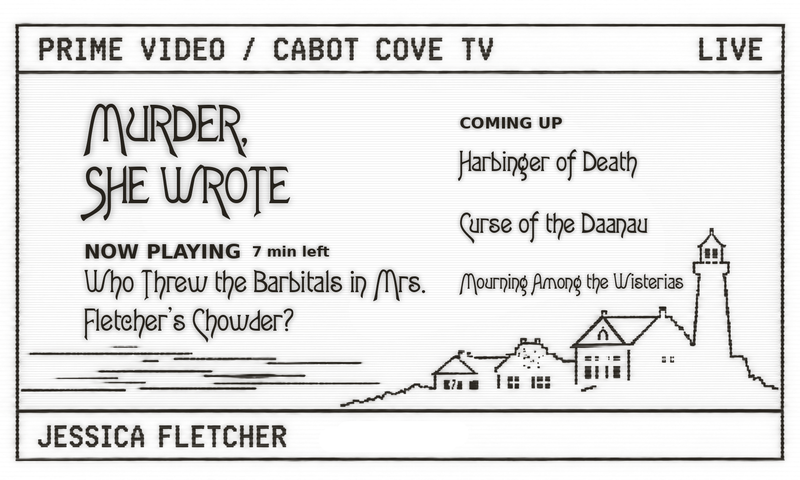 PRIME VIDEO / CABOT COVE TV
LIVE
MURDER,
SHE WROTE
NOW PLAYING 7 min left
Who Threw the Barbitals in Mrs.
Fletcher's Chowder?
COMING UP
Harbinger of Death
Curse of the Daanau
Mourning Among the Wisterias
JESSICA FLETCHER